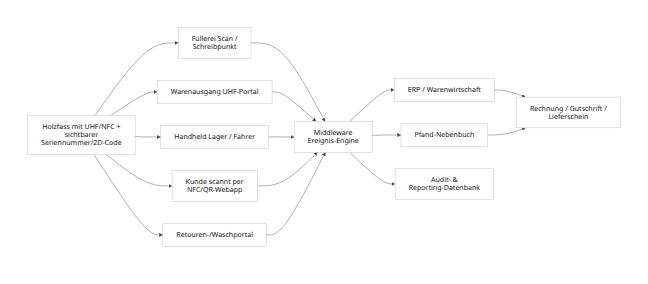 Füllerei Scan /
Schreibpunkt
Warenausgang UHF-Portal
Holzfass mit UHF/NFC +
sichtbarer
Seriennummer/2D-Code
Handheld Lager / Fahrer
Kunde scannt per
NFC/QR-Webapp
Retouren-/Waschportal
Middleware
Ereignis-Engine
ERP / Warenwirtschaft
Pfand-Nebenbuch
Audit- &
Reporting-Datenbank
Rechnung / Gutschrift /
Lieferschein